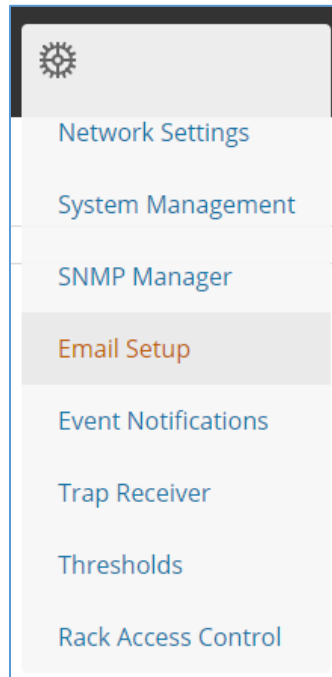 Network Settings
System Management
SNMP Manager
Email Setup
Event Notifications
Trap Receiver
Thresholds
Rack Access Control